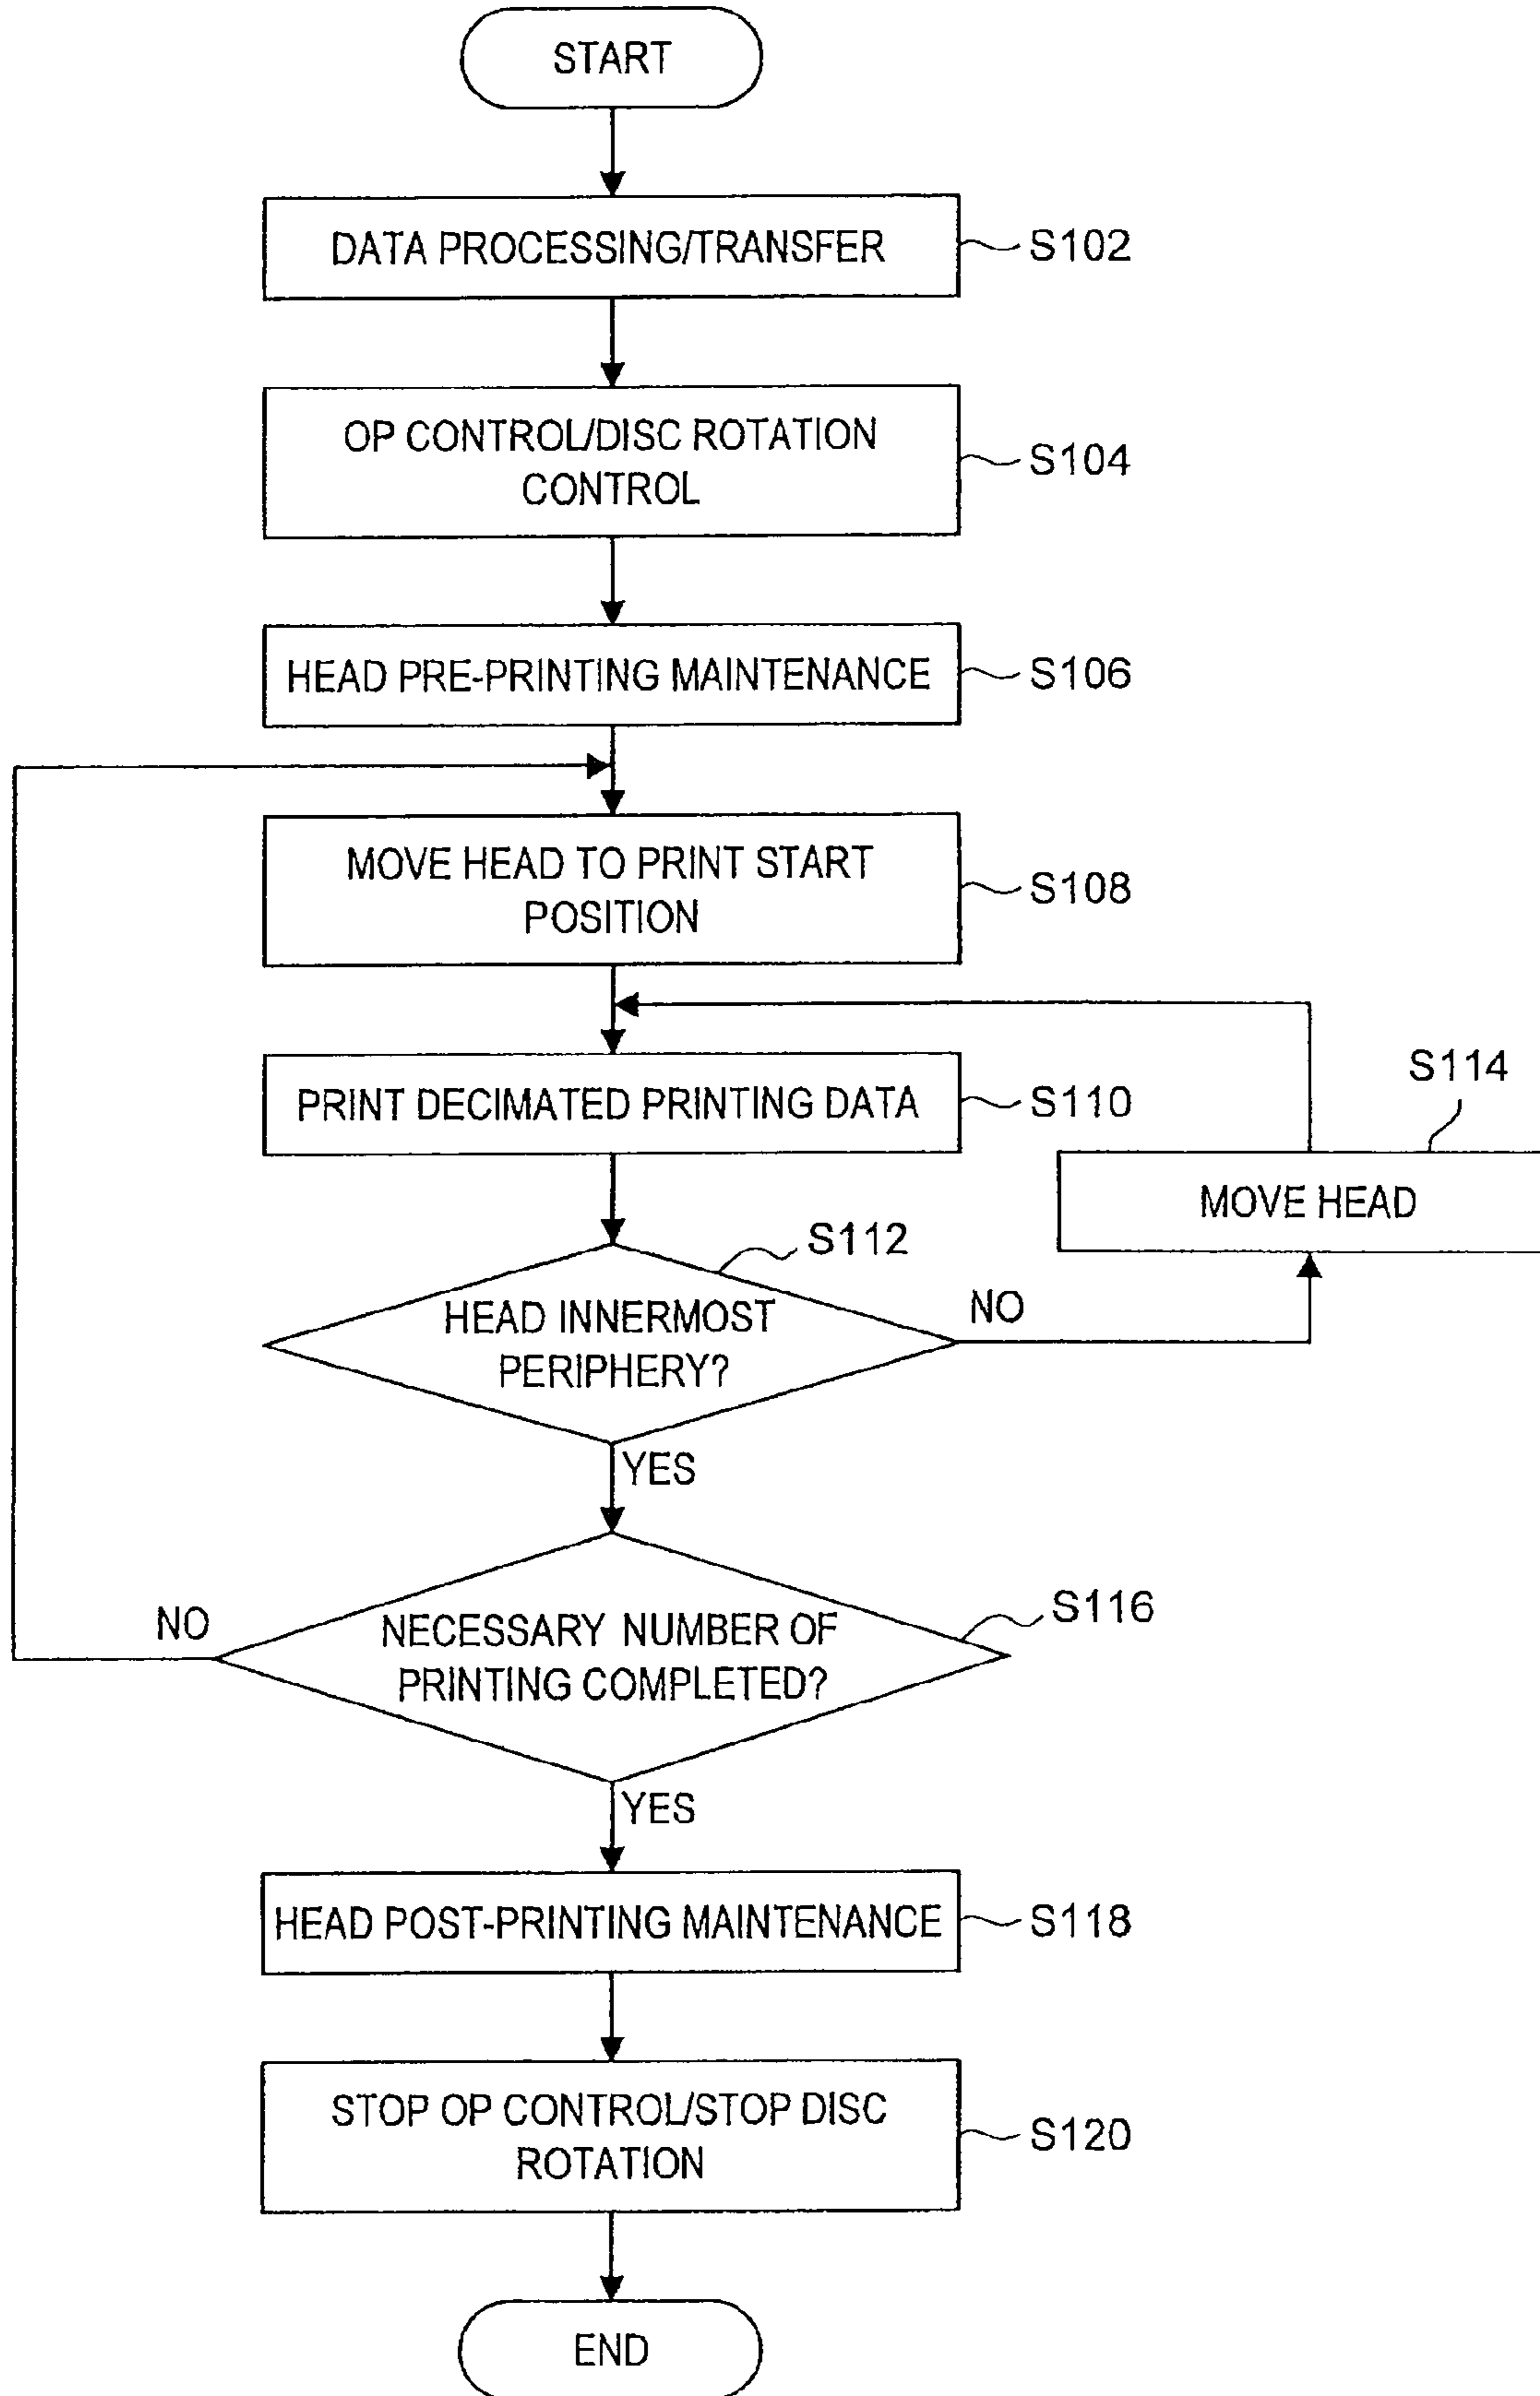 START
DATA PROCESSING/TRANSFER
S102
OP CONTROL/DISC ROTATION
CONTROL
S104
HEAD PRE-PRINTING MAINTENANCE
S106
MOVE HEAD TO PRINT START
POSITION
S108
PRINT DECIMATED PRINTING DATA
S110
S114
MOVE HEAD
S112
HEAD INNERMOST
PERIPHERY?
NO
YES
S116
NECESSARY NUMBER OF
PRINTING COMPLETED?
NO
YES
HEAD POST-PRINTING MAINTENANCE
S118
STOP OP CONTROL/STOP DISC
ROTATION
S120
END